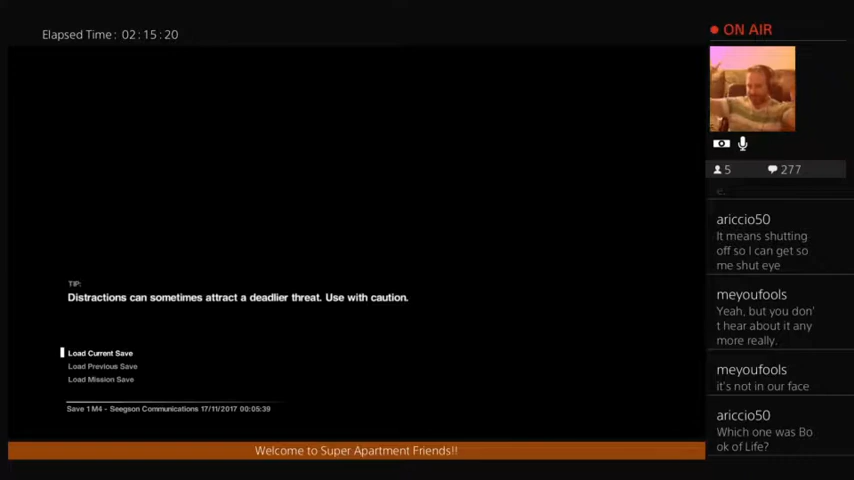 Elapsed Time : 02:15:20
ON AIR
5
277
e.
ariccio50
It means shutting
off so I can get so
me shut eye
meyoufools
Yeah, but you don'
t hear about it any
more really.
meyoufools
it's not in our face
ariccio50
Which one was Bo
ok of Life?
TIP:
Distractions can sometimes attract a deadlier threat. Use with caution.
Load Current Save
Load Previous Save
Load Mission Save
Save 1 M4 - Seegson Communications 17/11/2017 00:05:39
Welcome to Super Apartment Friends!!